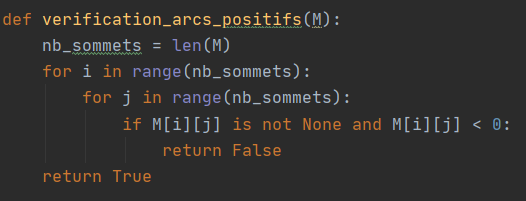 def verification_arcs_positifs(M):
    nb_sommets = len(M)
    for i in range(nb_sommets):
        for j in range(nb_sommets):
            if M[i][j] is not None and M[i][j] < 0:
                return False
    return True